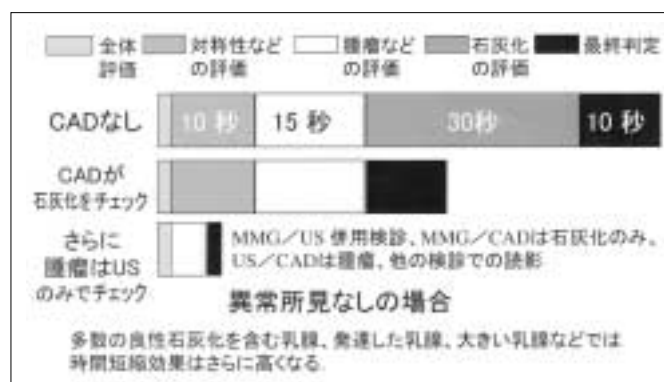 全体評価
対称性などの評価
腫瘤などの評価
石灰化の評価
最終判定
CADなし
10 秒
15 秒
30秒
10 秒
CADが
石灰化をチェック
さらに
腫瘤はUS
のみでチェック
MMG／US 併用検診、MMG／CADは石灰化のみ、
US／CADは腫瘤、他の検診での読影
異常所見なしの場合
多数の良性石灰化を含む乳腺、発達した乳腺、大きい乳腺などでは
時間短縮効果はさらに高くなる.